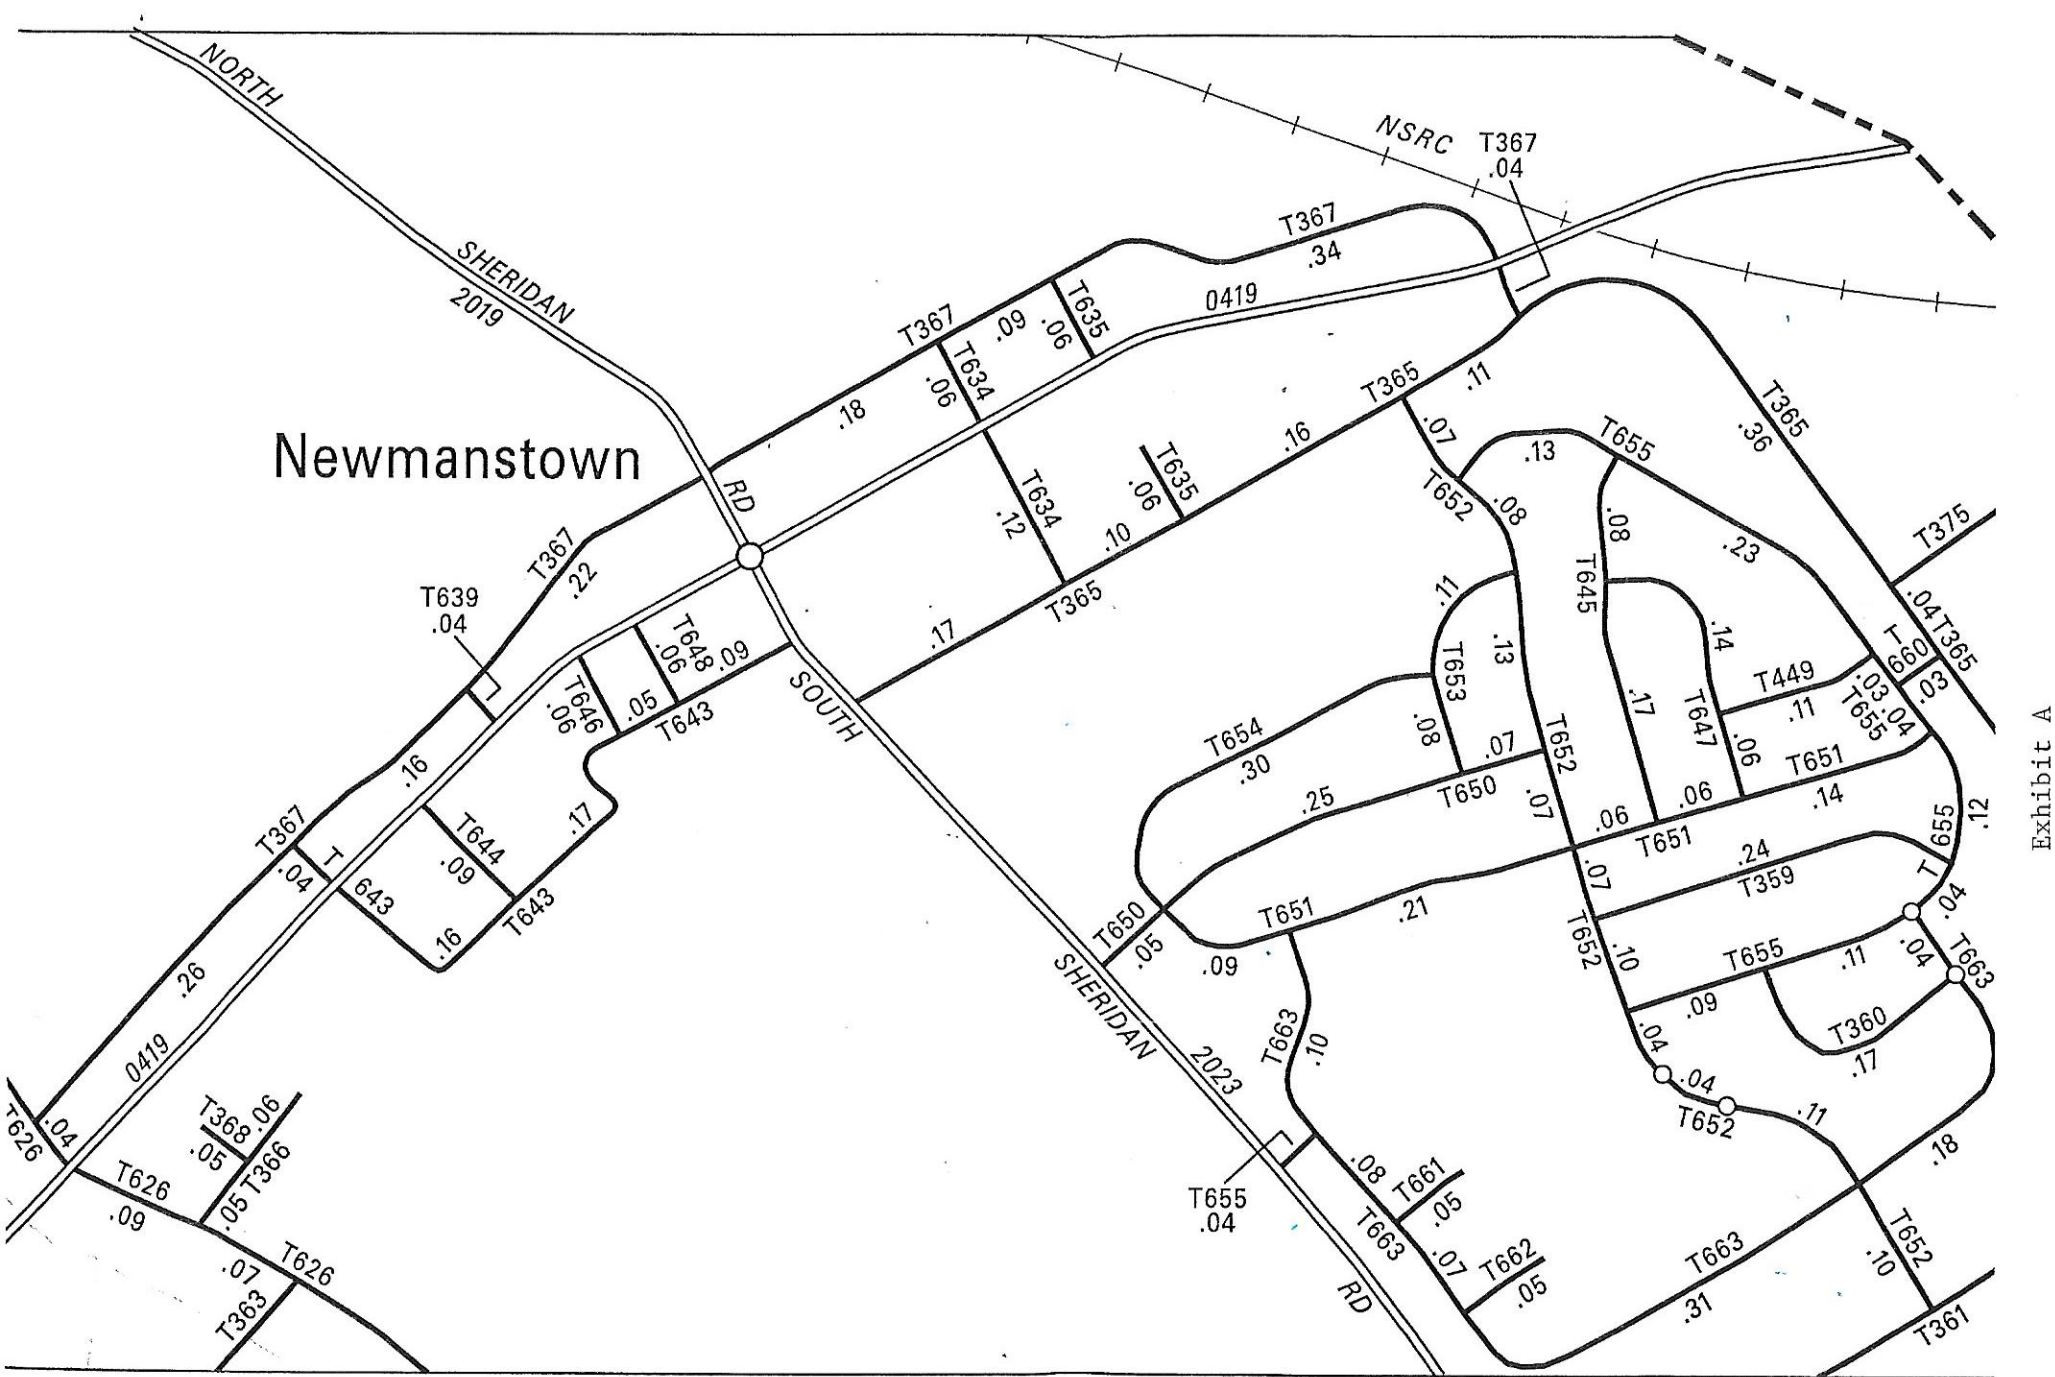 NORTH
SHERIDAN
2019
RD
Newmanstown
NSRC
T367
.04
T367
.34
T367
.09
T635
.06
0419
T634
.06
.18
T365
.11
.07
T365
.36
T655
.13
T652
.08
.08
.23
T375
T635
.06
.16
T634
.12
.10
T365
.17
T367
.22
T639
.04
T648
.06
.09
T646
.06
.05
T643
SOUTH
.11
T645
.04
T365
T
660
.03
.14
.13
T653
T449
.11
.03
.04
T655
.17
T647
.06
T654
.30
.08
.07
T652
T650
.25
.07
T651
.14
.06
.06
T651
.16
T367
.17
T644
.09
T
643
.04
T643
.16
.24
T359
.07
T
655
.12
.04
T651
.21
T650
.05
.09
T652
.10
T655
.11
.09
.04
T663
T360
.17
.26
0419
SHERIDAN
2023
RD
T663
.10
.04
.04
T652
.11
.18
T626
.04
T368
.05
.06
T366
.05
T626
.09
T626
.07
T363
T655
.04
.08
T661
.05
T663
.07
T662
.05
T663
.31
T652
.10
T361
Exhibit A